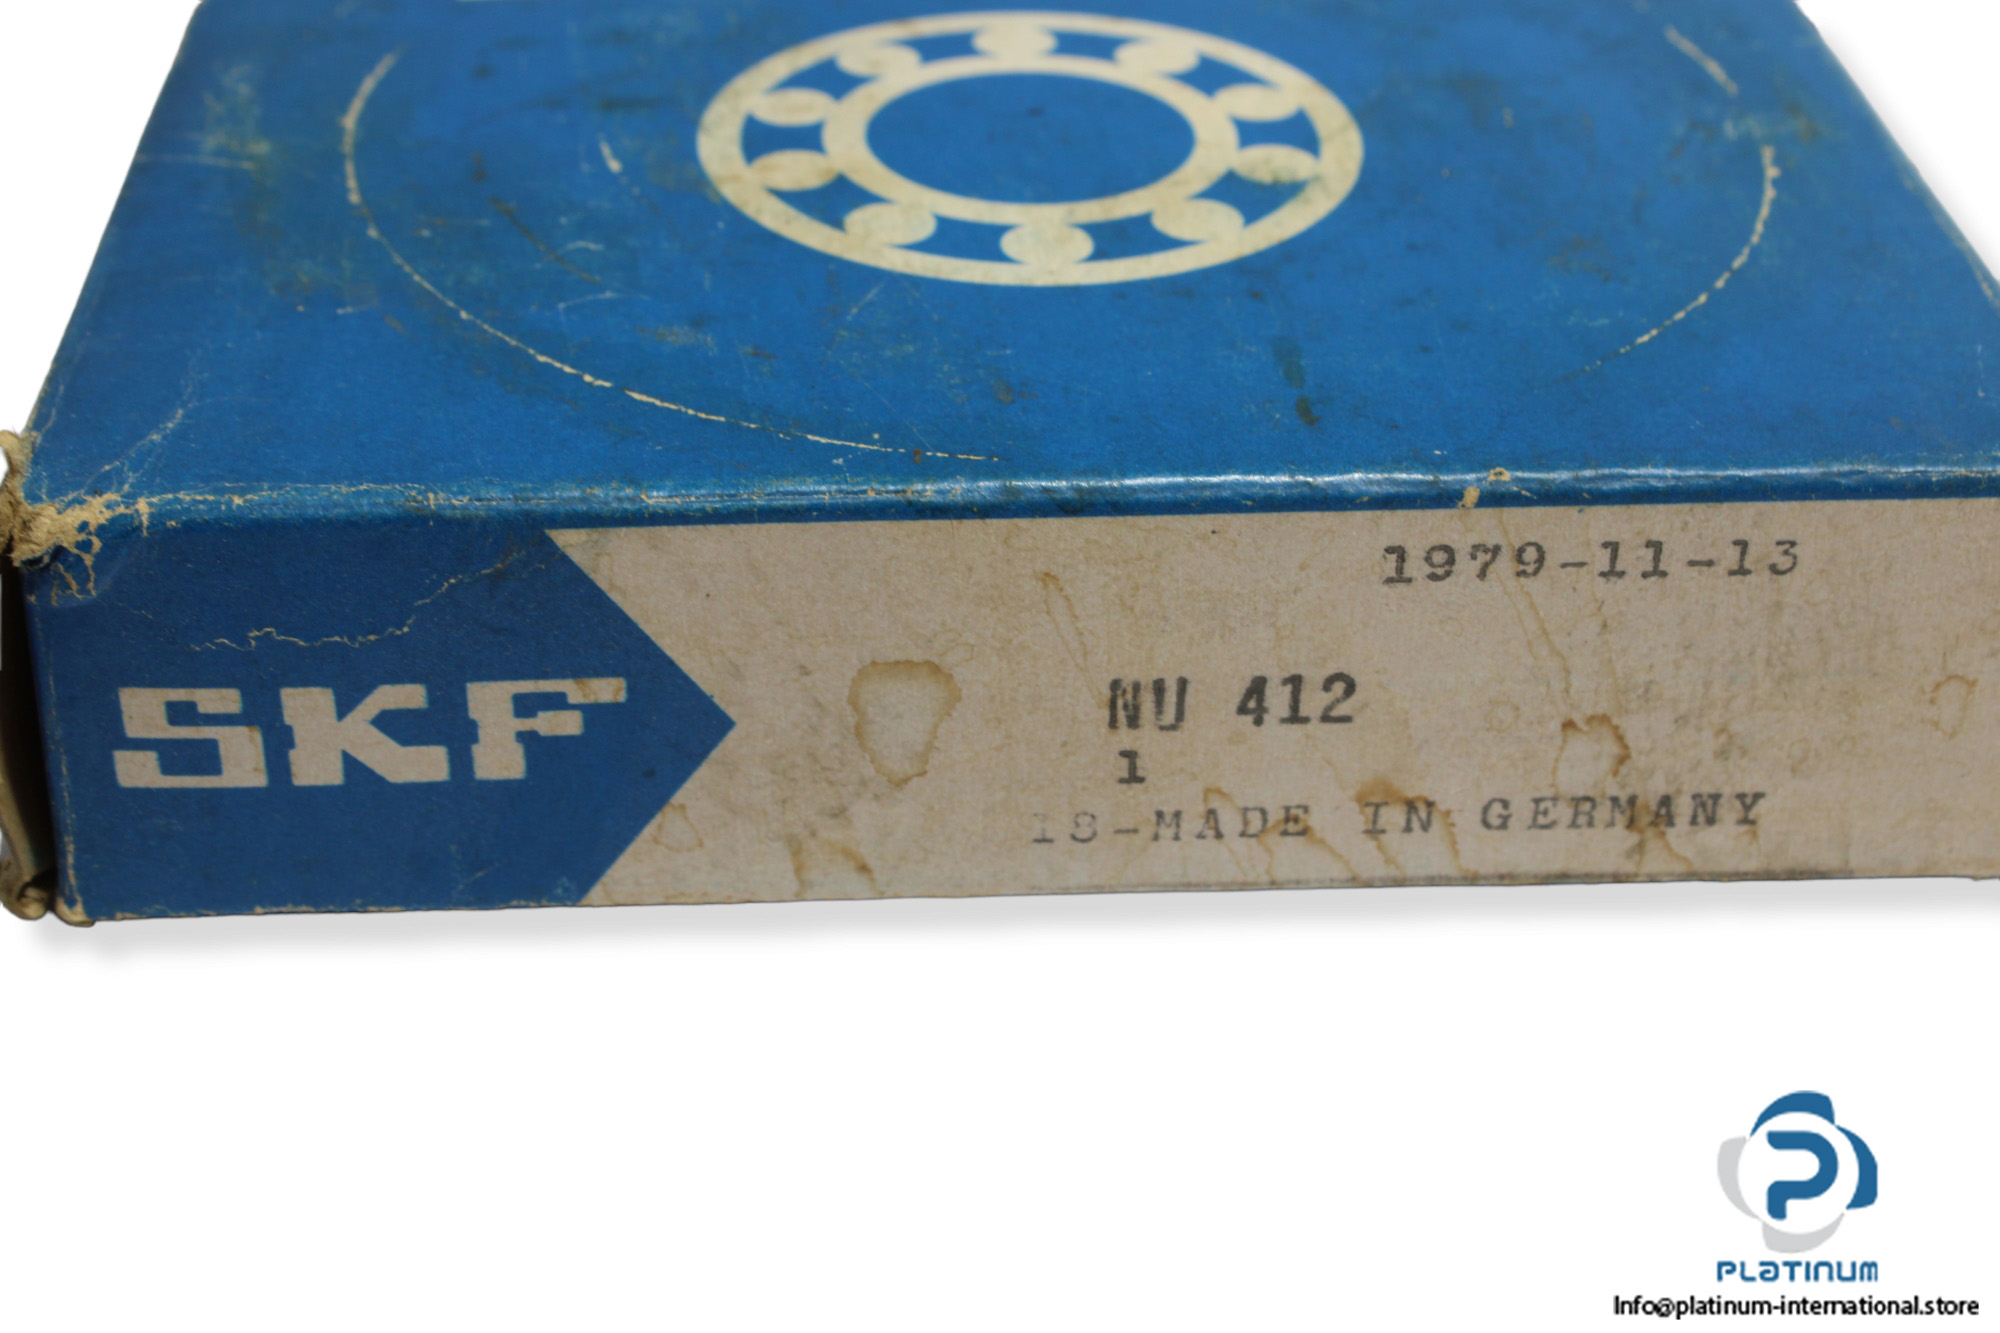 1979-11-13
SKF
NU 412
1
18-MADE IN GERMANY
PLATINUM
Info@platinum-international.store